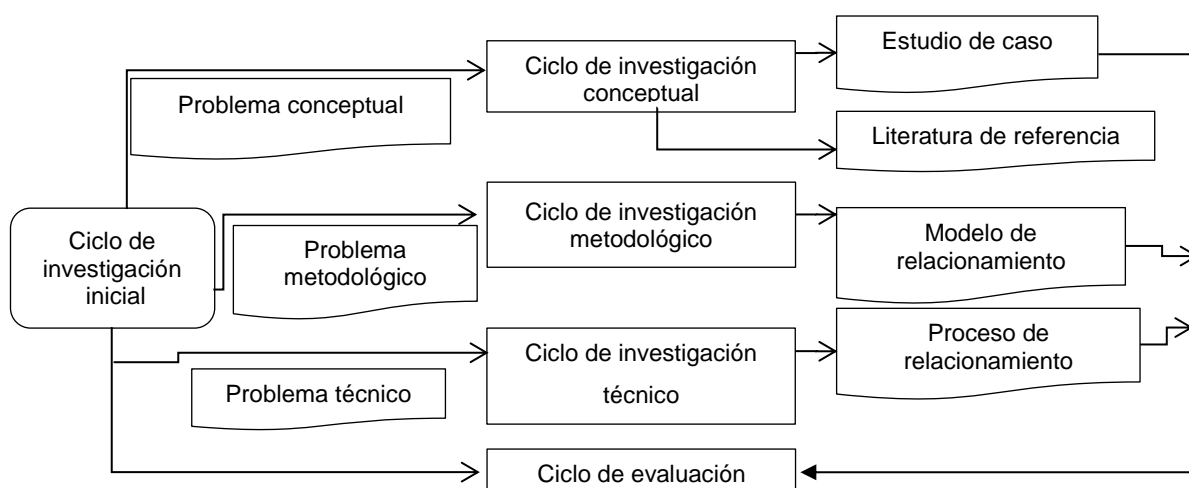 Estudio de caso
Ciclo de investigación
conceptual
Problema conceptual
Literatura de referencia
Ciclo de investigación
metodológico
Ciclo de
investigación
inicial
Problema
metodológico
Modelo de
relacionamiento
Ciclo de investigación
técnico
Proceso de
relacionamiento
Problema técnico
Ciclo de evaluación